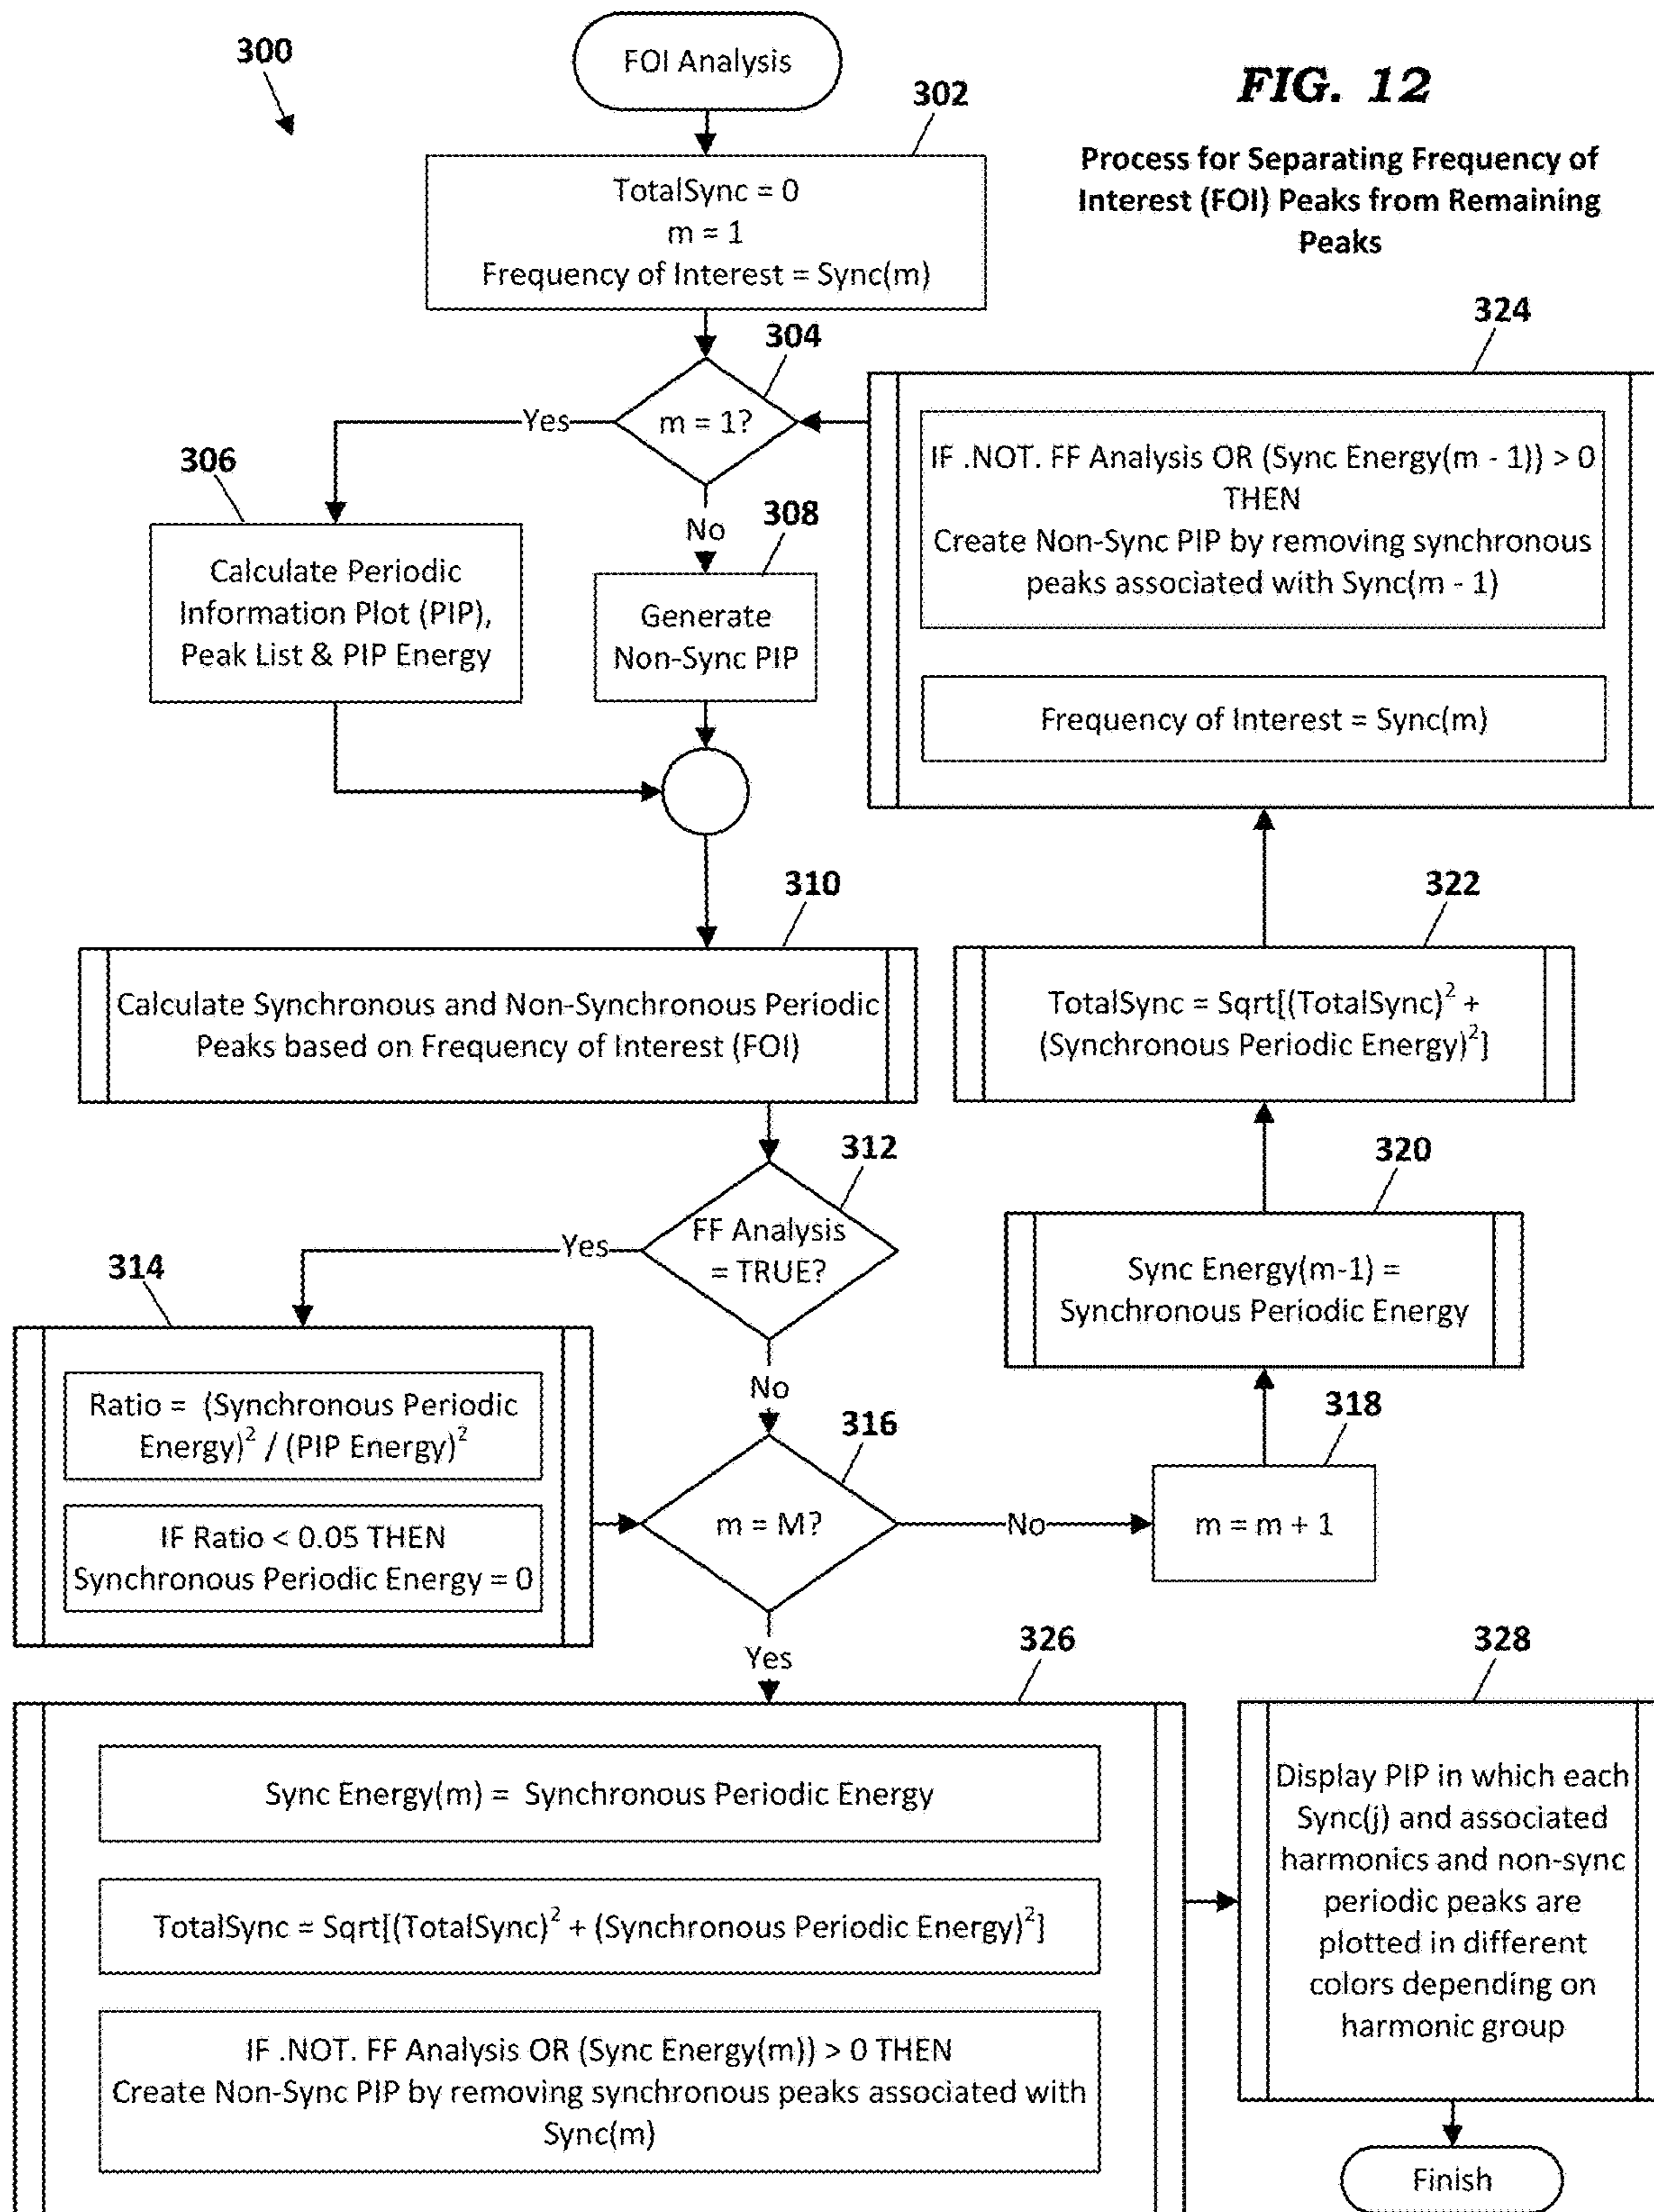 300
FOI Analysis
FIG. 12
Process for Separating Frequency of
Interest (FOI) Peaks from Remaining
Peaks
302
TotalSync = 0
m = 1
Frequency of Interest = Sync(m)
304
m = 1?
Yes
No
306
Calculate Periodic
Information Plot (PIP),
Peak List & PIP Energy
308
Generate
Non-Sync PIP
324
IF .NOT. FF Analysis OR (Sync Energy(m - 1)) > 0
THEN
Create Non-Sync PIP by removing synchronous
peaks associated with Sync(m - 1)
Frequency of Interest = Sync(m)
310
Calculate Synchronous and Non-Synchronous Periodic
Peaks based on Frequency of Interest (FOI)
322
TotalSync = Sqrt[(TotalSync)² +
(Synchronous Periodic Energy)²]
312
FF Analysis
= TRUE?
Yes
No
320
Sync Energy(m-1) =
Synchronous Periodic Energy
314
Ratio = (Synchronous Periodic
Energy)² / (PIP Energy)²
IF Ratio < 0.05 THEN
Synchronous Periodic Energy = 0
316
m = M?
No
318
m = m + 1
Yes
326
Sync Energy(m) = Synchronous Periodic Energy
TotalSync = Sqrt[(TotalSync)² + (Synchronous Periodic Energy)²]
IF .NOT. FF Analysis OR (Sync Energy(m)) > 0 THEN
Create Non-Sync PIP by removing synchronous peaks associated with
Sync(m)
328
Display PIP in which each
Sync(j) and associated
harmonics and non-sync
periodic peaks are
plotted in different
colors depending on
harmonic group
Finish